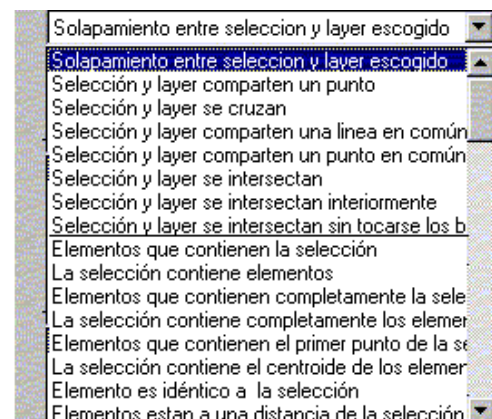 Solapamiento entre seleccion y layer escogido
Solapamiento entre seleccion y layer escogido
Selección y layer comparten un punto
Selección y layer se cruzan
Selección y layer comparten una linea en común
Selección y layer comparten un punto en común
Selección y layer se intersectan
Selección y layer se intersectan interiormente
Selección y layer se intersectan sin tocarse los b
Elementos que contienen la selección
La selección contiene elementos
Elementos que contienen completamente la sele
La selección contiene completamente los elemer
Elementos que contienen el primer punto de la se
La selección contiene el centroide de los elemer
Elemento es idéntico a la selección
Elementos estan a una distancia de la selección